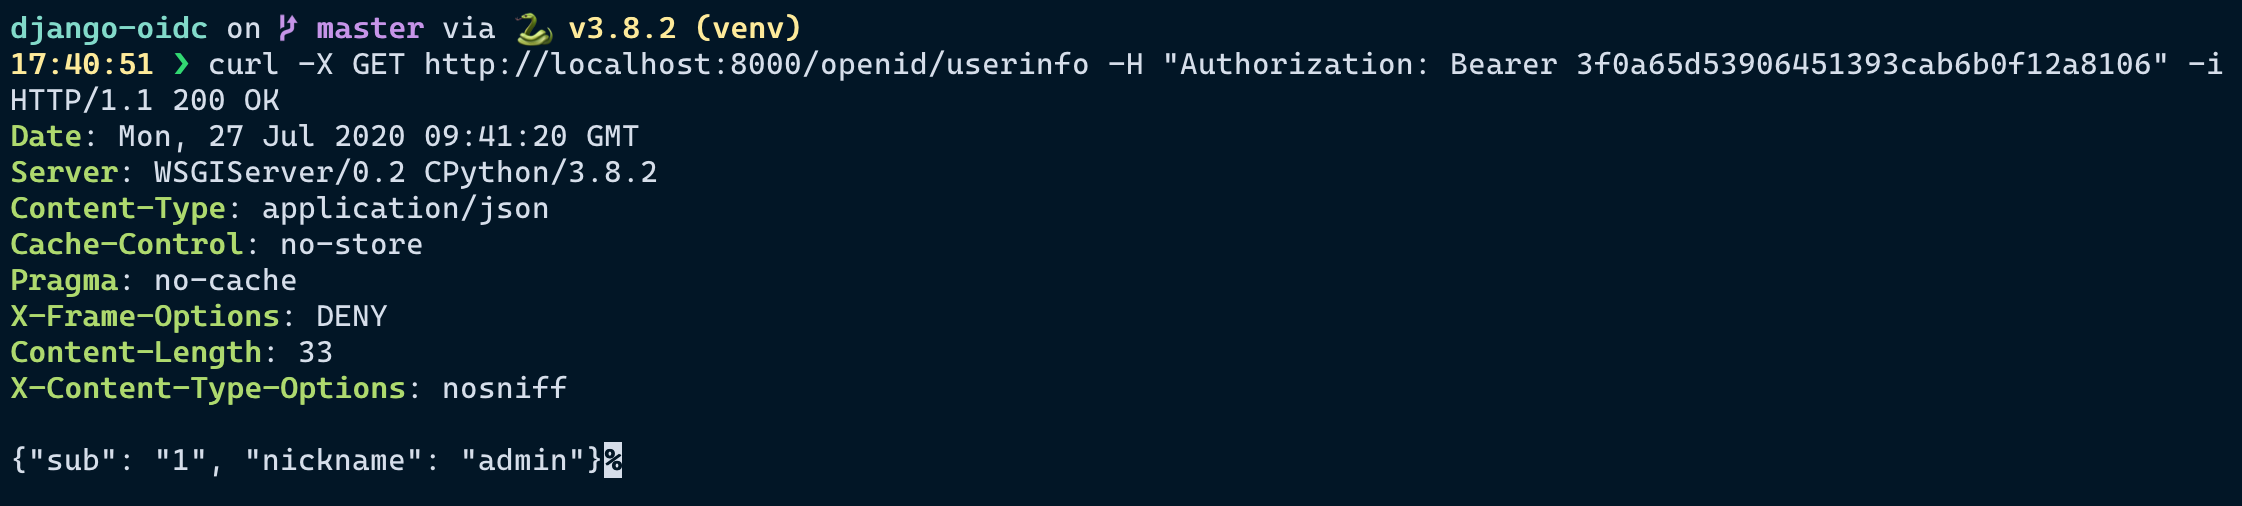 django-oidc on master via 🐍 v3.8.2 (venv)
17:40:51 ❯ curl -X GET http://localhost:8000/openid/userinfo -H "Authorization: Bearer 3f0a65d53906451393cab6b0f12a8106" -i
HTTP/1.1 200 OK
Date: Mon, 27 Jul 2020 09:41:20 GMT
Server: WSGIServer/0.2 CPython/3.8.2
Content-Type: application/json
Cache-Control: no-store
Pragma: no-cache
X-Frame-Options: DENY
Content-Length: 33
X-Content-Type-Options: nosniff
{"sub": "1", "nickname": "admin"}%